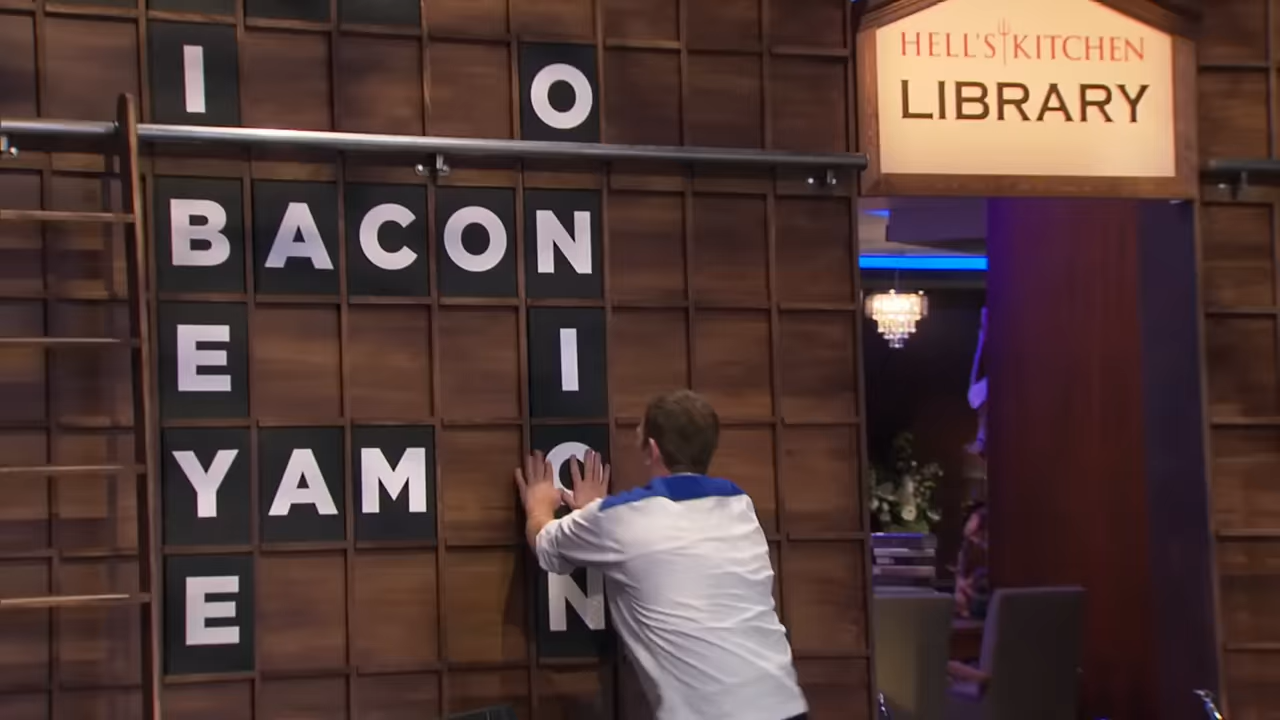 HELL'S KITCHEN
LIBRARY
I O
BACON
E I
YAM O
E N